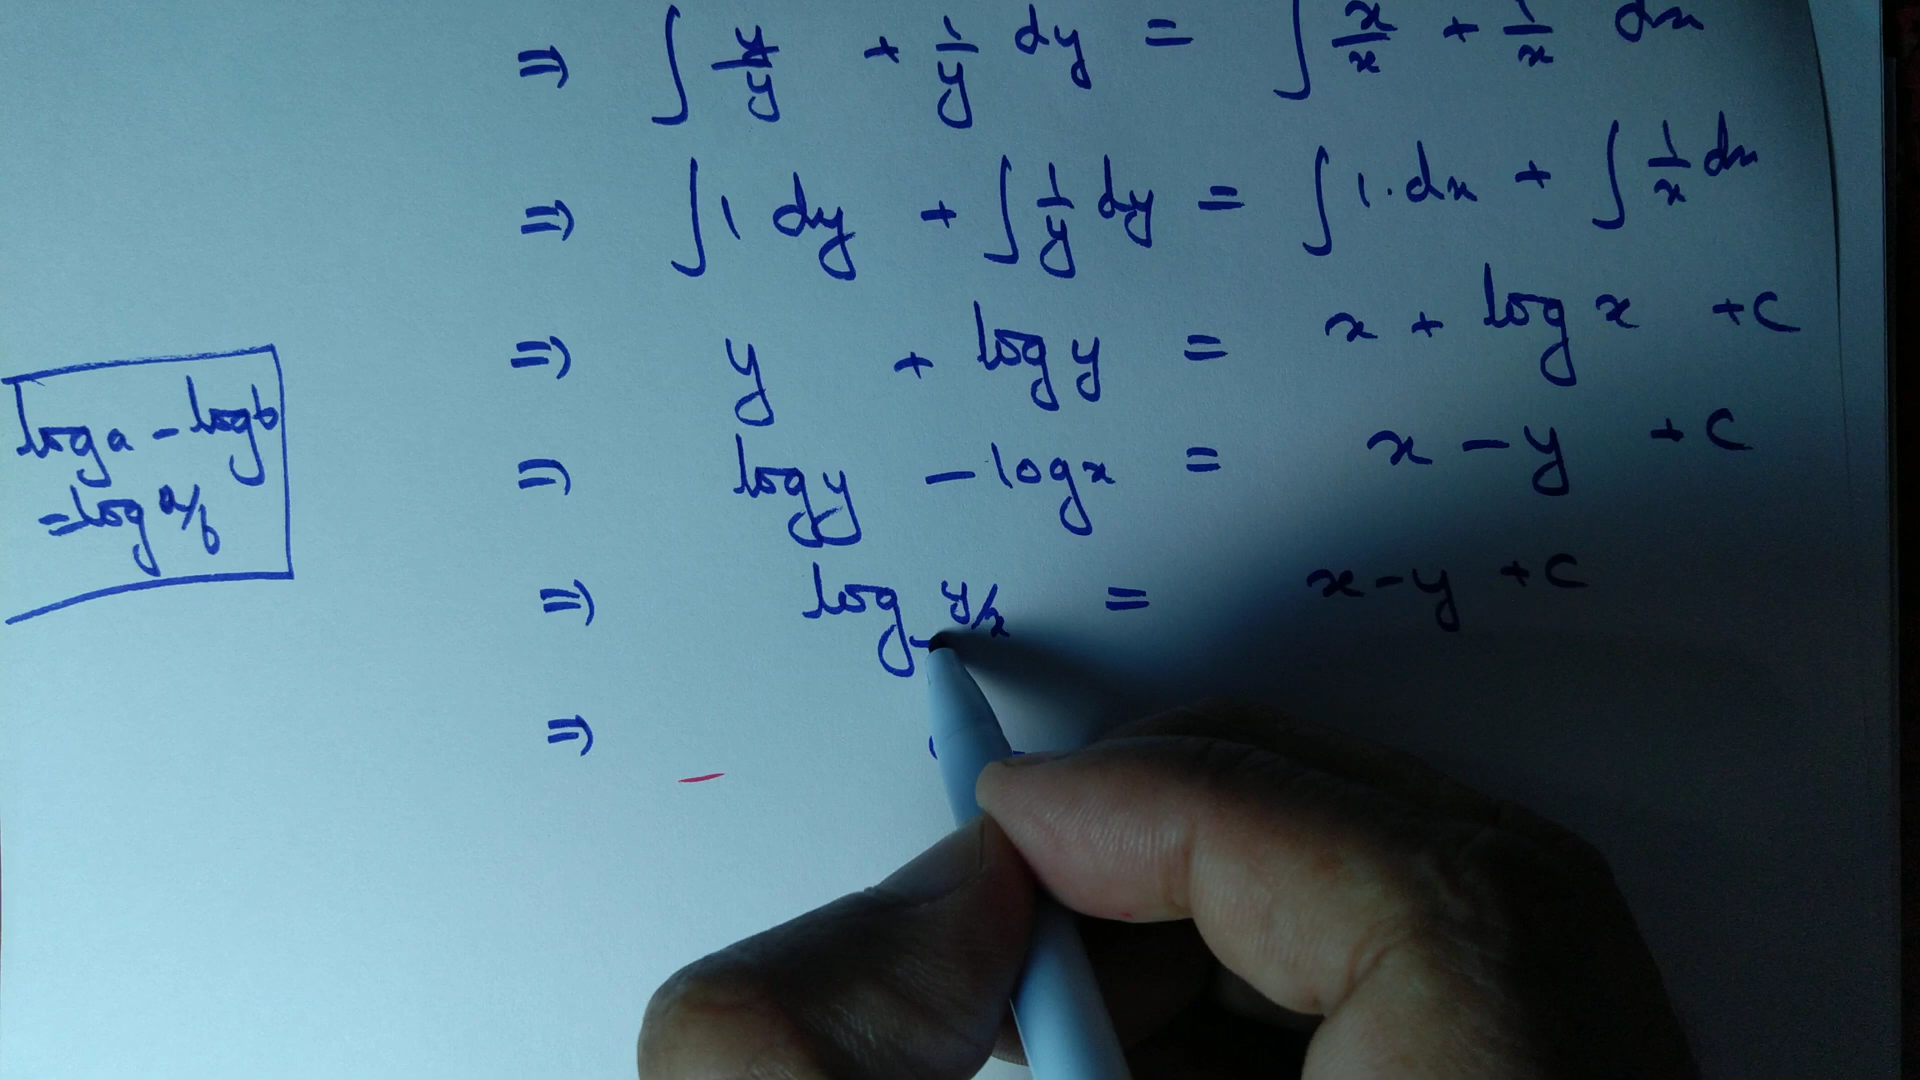 ⇒ ∫ y/y + 1/y dy = ∫ x/x + 1/x dx
⇒ ∫ 1 dy + ∫ 1/y dy = ∫ 1. dx + ∫ 1/x dx
⇒ y + log y = x + log x + c
⇒ log y - log x = x - y + c
⇒ log y/x = x - y + c
⇒
log a - log b
= log a/b